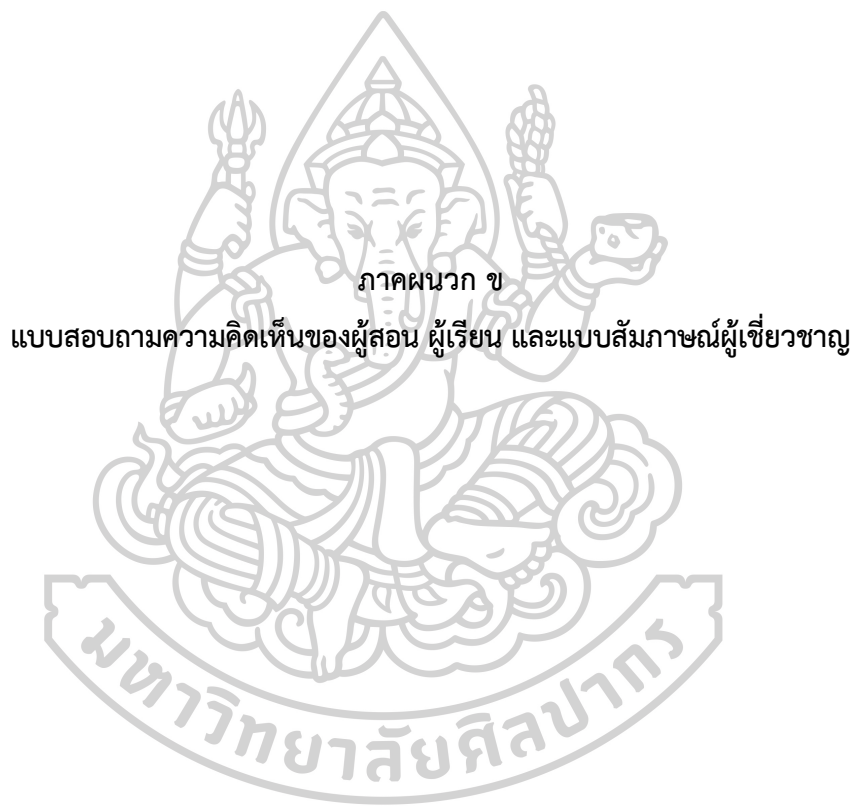 ภาคผนวก ข
แบบสอบถามความคิดเห็นของผู้สอน ผู้เรียน และแบบสัมภาษณ์ผู้เชี่ยวชาญ
มหาวิทยาลัยศิลปากร